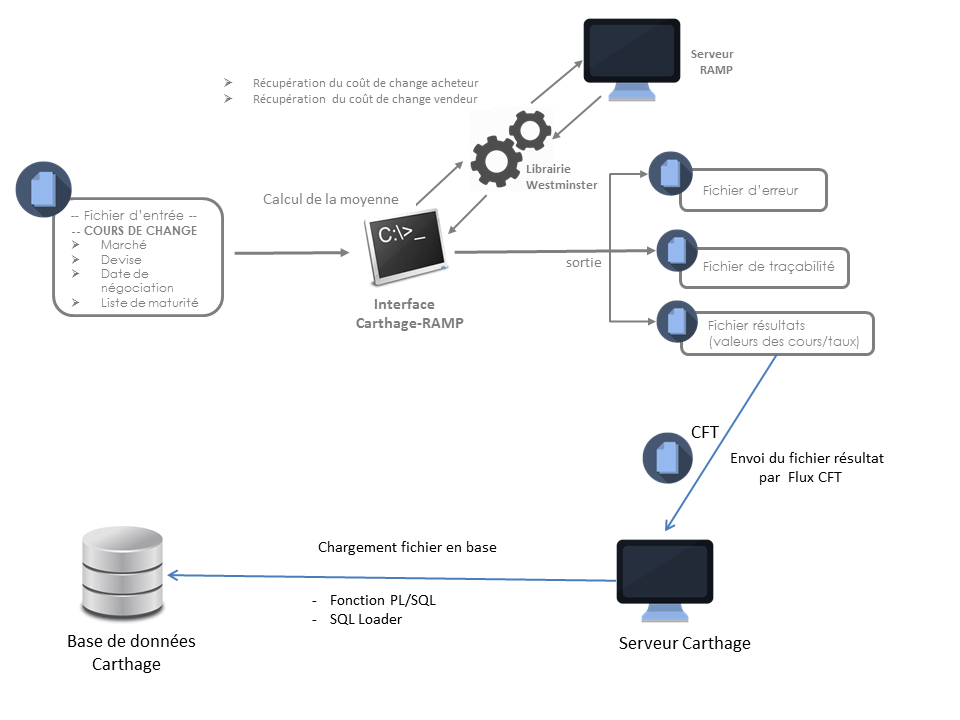 Serveur
RAMP
➢ Récupération du coût de change acheteur
➢ Récupération du coût de change vendeur
Librairie
Westminster
Calcul de la moyenne
-- Fichier d'entrée --
-- COURS DE CHANGE
➢ Marché
➢ Devise
➢ Date de
négociation
➢ Liste de maturité
C:\>_
Interface
Carthage-RAMP
sortie
Fichier d'erreur
Fichier de traçabilité
Fichier résultats
(valeurs des cours/taux)
CFT
Envoi du fichier résultat
par Flux CFT
Chargement fichier en base
- Fonction PL/SQL
- SQL Loader
Base de données
Carthage
Serveur Carthage